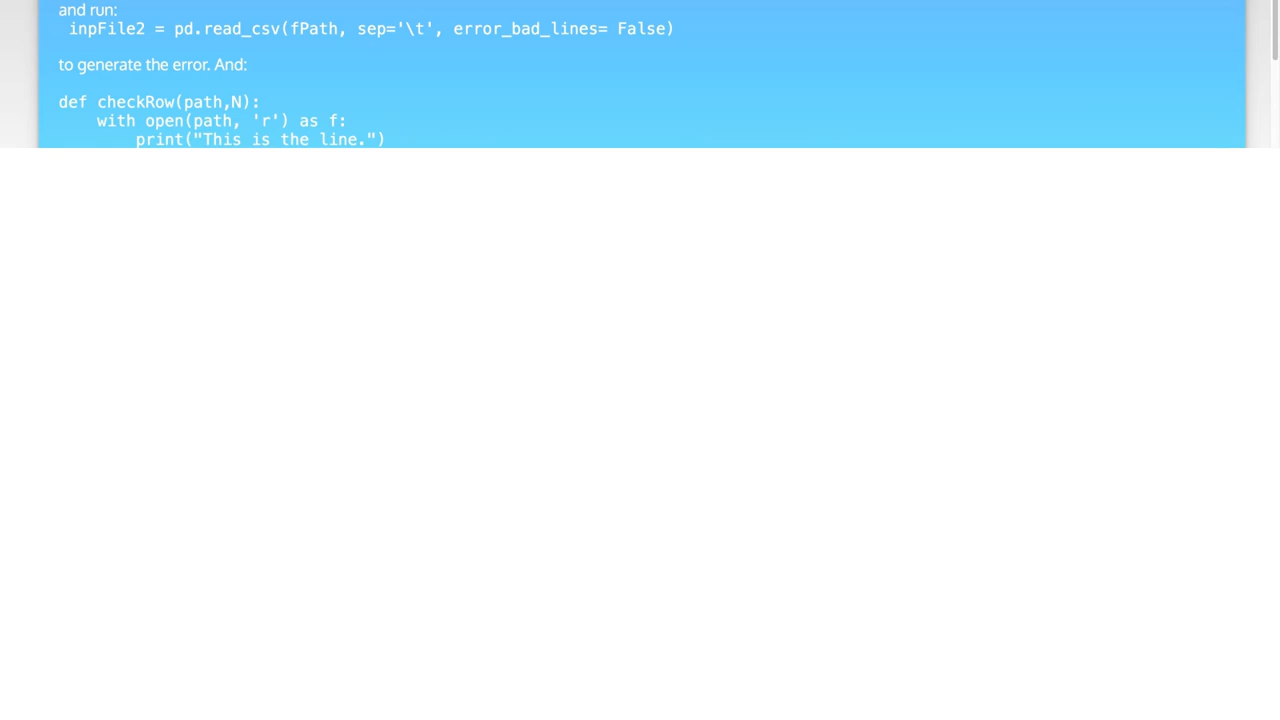 and run:
inpFile2 = pd.read_csv(fPath, sep='\t', error_bad_lines= False)
to generate the error. And:
def checkRow(path,N):
with open(path, 'r') as f:
print("This is the line.")